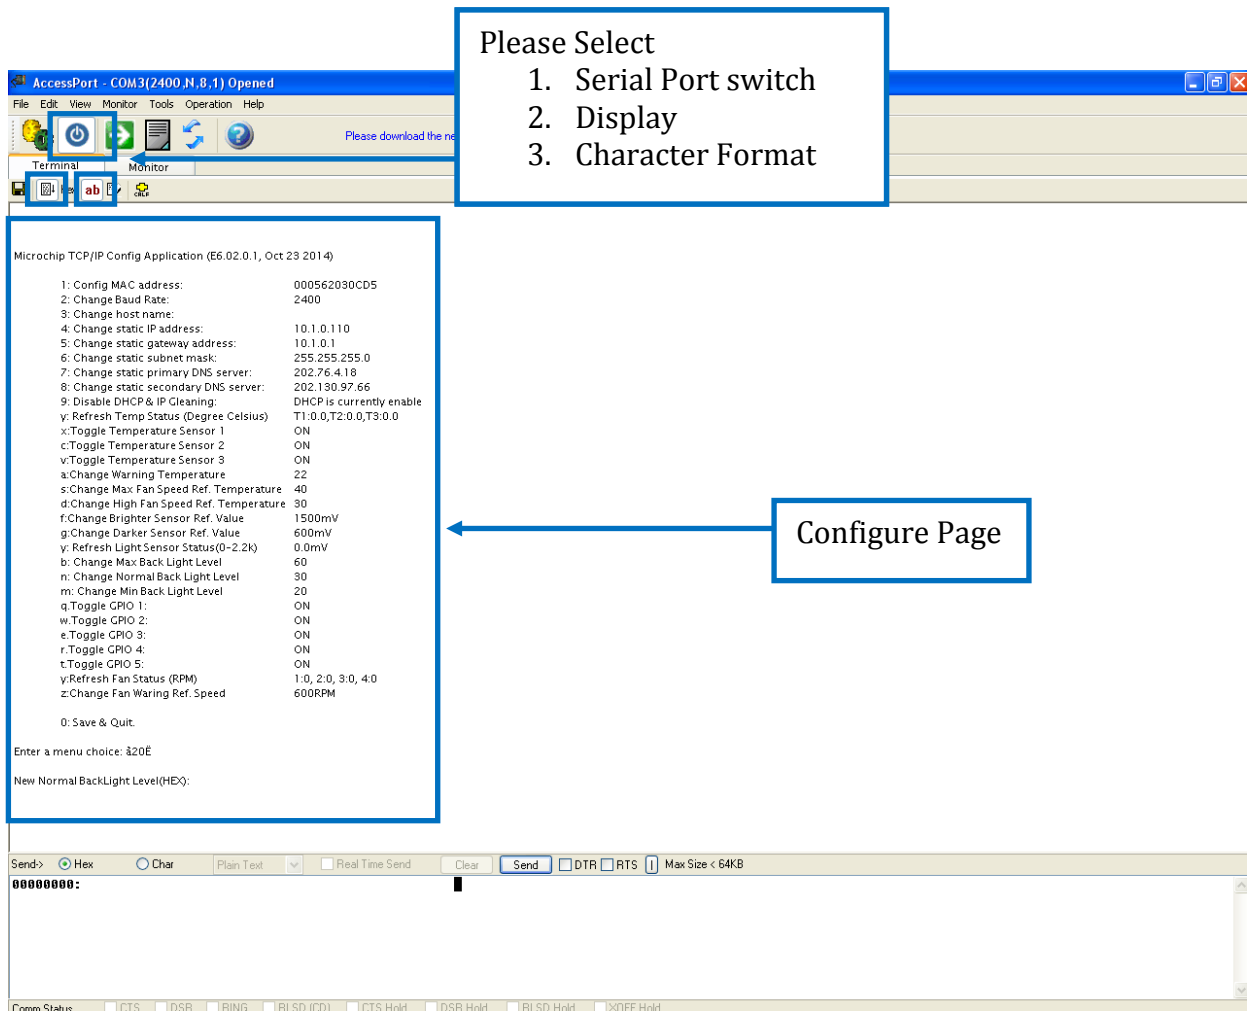 Please Select
1. Serial Port switch
2. Display
3. Character Format
AccessPort - COM3(2400,N,8,1) Opened
File Edit View Monitor Tools Operation Help
Please download the
Terminal Monitor
ab
Microchip TCP/IP Config Application (E6.02.0.1, Oct 23 2014)
1: Config MAC address: 000562030CD5
2: Change Baud Rate: 2400
3: Change host name:
4: Change static IP address: 10.1.0.110
5: Change static gateway address: 10.1.0.1
6: Change static subnet mask: 255.255.255.0
7: Change static primary DNS server: 202.76.4.18
8: Change static secondary DNS server: 202.130.97.66
9: Disable DHCP & IP Gleaning: DHCP is currently enable
y: Refresh Temp Status (Degree Celsius) T1:0.0,T2:0.0,T3:0.0
x:Toggle Temperature Sensor 1 ON
c:Toggle Temperature Sensor 2 ON
v:Toggle Temperature Sensor 3 ON
a:Change Warning Temperature 22
s:Change Max Fan Speed Ref. Temperature 40
d:Change High Fan Speed Ref. Temperature 30
f:Change Brighter Sensor Ref. Value 1500mV
g:Change Darker Sensor Ref. Value 600mV
y: Refresh Light Sensor Status(0-2.2k) 0.0mV
b: Change Max Back Light Level 60
n: Change Normal Back Light Level 30
m: Change Min Back Light Level 20
q.Toggle GPIO 1: ON
w.Toggle GPIO 2: ON
e.Toggle GPIO 3: ON
r.Toggle GPIO 4: ON
t.Toggle GPIO 5: ON
y:Refresh Fan Status (RPM) 1:0, 2:0, 3:0, 4:0
z:Change Fan Waring Ref. Speed 600RPM
0: Save & Quit.
Enter a menu choice: å20Ë
New Normal BackLight Level(HEX):
Configure Page
Send-> Hex Char Plain Text Real Time Send Clear Send DTR RTS Max Size < 64KB
00000000:
Comm Status CTS DSR RING RLSD (CD) CTS Hold DSR Hold RLSD Hold XOFF Hold